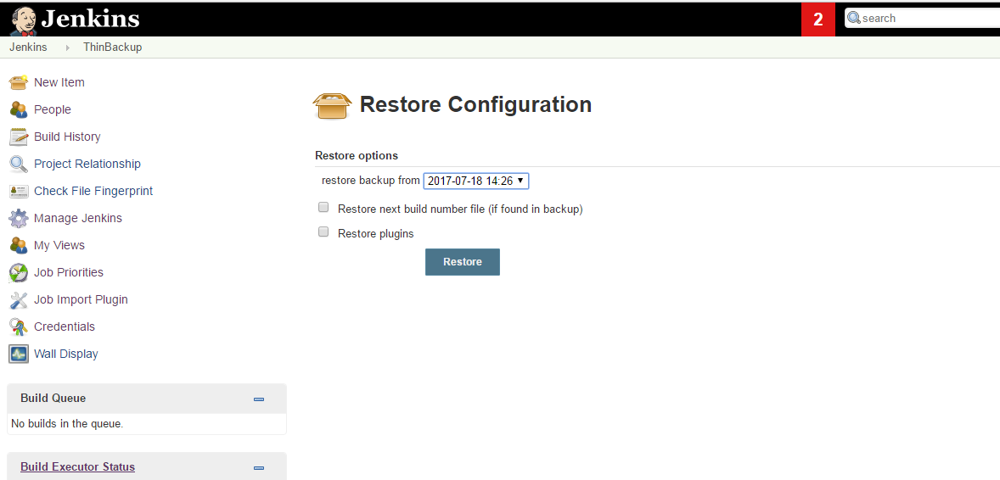 Jenkins
2
search
Jenkins ThinBackup
New Item
People
Build History
Project Relationship
Check File Fingerprint
Manage Jenkins
My Views
Job Priorities
Job Import Plugin
Credentials
Wall Display
Build Queue
No builds in the queue.
Build Executor Status
Restore Configuration
Restore options
restore backup from 2017-07-18 14:26
Restore next build number file (if found in backup)
Restore plugins
Restore